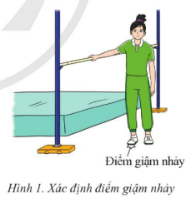 Điểm giậm nhảy
Hình 1. Xác định điểm giậm nhảy